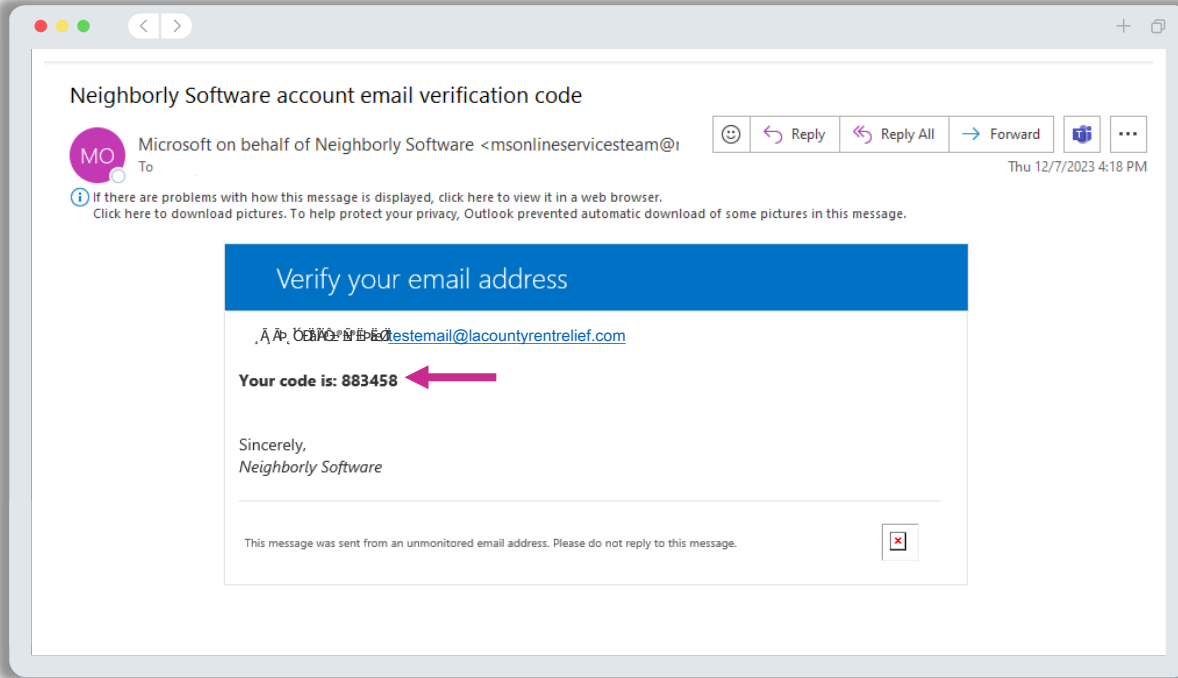 Neighborly Software account email verification code
MO
Microsoft on behalf of Neighborly Software <msonlineservicesteam@
To
Reply
Reply All
Forward
Thu 12/7/2023 4:18 PM
If there are problems with how this message is displayed, click here to view it in a web browser.
Click here to download pictures. To help protect your privacy, Outlook prevented automatic download of some pictures in this message.
Verify your email address
testemail@lacountyrentrelief.com
Your code is: 883458
Sincerely,
Neighborly Software
This message was sent from an unmonitored email address. Please do not reply to this message.